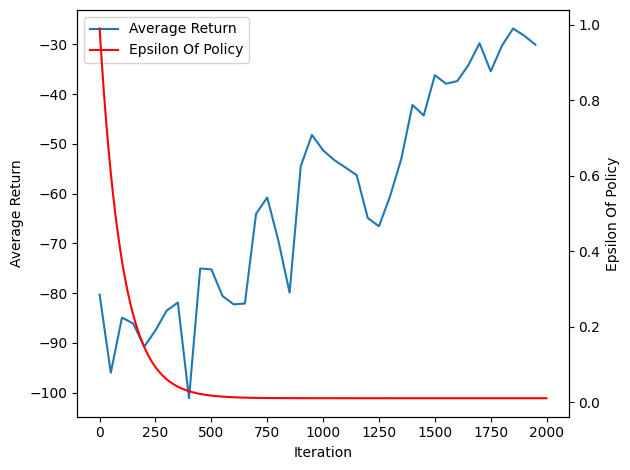 Average Return
Epsilon Of Policy
−30
−40
−50
−60
−70
−80
−90
−100
Average Return
1.0
0.8
0.6
0.4
0.2
0.0
Epsilon Of Policy
0 250 500 750 1000 1250 1500 1750 2000
Iteration